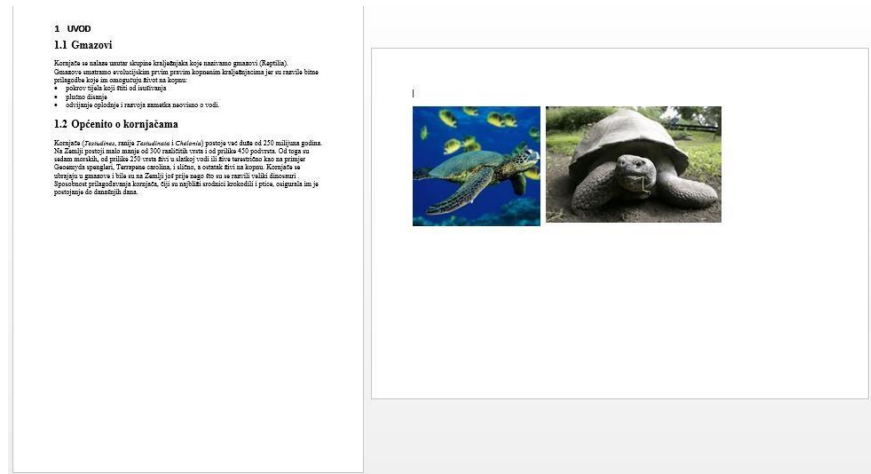 1 UVOD
1.1 Gmazovi
Kornjače se nalaze unutar skupine kralježnjaka koje nazivamo gmazovi (Reptilia).
Gmazove smatramo evolucijskim prvim pravim kopnenim kralježnjacima jer su razvile bitne
prilagodbe koje im omogućuju život na kopnu:
• pokrov tijela koji štiti od isušivanja
• plućno disanje
• odvijanje oplodnje i razvoja zametka neovisno o vodi.
1.2 Općenito o kornjačama
Kornjače (Testudines, ranije Testudinata i Chelonia) postoje već duže od 250 milijuna godina.
Na Zemlji postoji malo manje od 300 različitih vrsta i od prilike 450 podvrsta. Od toga su
sedam morskih, od prilike 250 vrsta živi u slatkoj vodi ili žive terestrično kao na primjer
Geoemyda spengleri, Terrapene carolina, i slično, a ostatak živi na kopnu. Kornjače se
ubrajaju u gmazove i bile su na Zemlji još prije nego što su se razvili veliki dinosauri .
Sposobnost prilagođavanja kornjača, čiji su najbliži srodnici krokodili i ptice, osigurala im je
postojanje do današnjih dana.